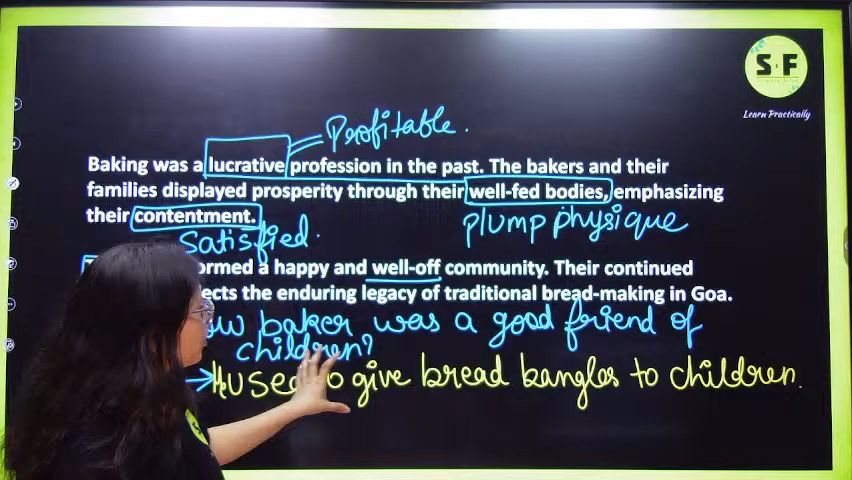 S F
Learn Practically
Profitable.
Baking was a lucrative profession in the past. The bakers and their
families displayed prosperity through their well-fed bodies, emphasizing
their contentment.
plump physique
Satisfied.
ormed a happy and well-off community. Their continued
ects the enduring legacy of traditional bread-making in Goa.
baker was a good friend of
children?
to give bread bangles to children.